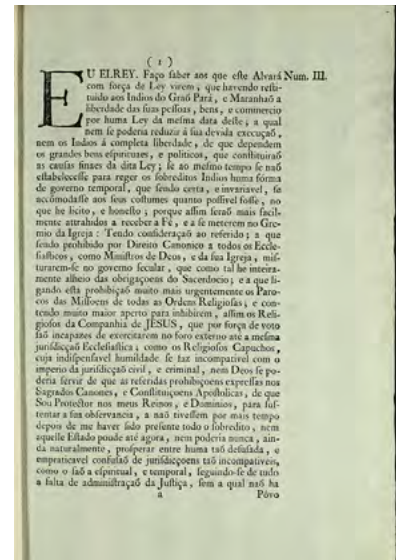 ( 1 )
EU ELREY. Faço ſaber aos que eſte Alvará Num. III.
com força de Ley virem, que havendo reſti-
tuido aos Indios do Graõ Pará, e Maranhaõ a
liberdade das ſuas peſſoas, bens, e commercio
por huma Ley da meſma data deſte, a qual
nem ſe poderia reduzir á ſua devida execuçaõ,
nem os Indios á completa liberdade, de que dependem
os grandes bens eſpirituaes, e politicos, que conſtituiraõ
as cauſas finaes da dita Ley; ſe ao meſmo tempo ſe naõ
eſtabeleceſſe para reger os ſobreditos Indios huma fórma
de governo temporal, que ſendo certa, e invariavel, ſe
accõmodaſſe aos ſeus coſtumes quanto poſſivel foſſe, no
que he licito, e honeſto; porque aſſim ſeraõ mais facil-
mente attrahidos a receber a Fé, e a ſe meterem no Gre-
mio da Igreja: Tendo conſideraçaõ ao referido; a que
ſendo prohibido por Direito Canonico a todos os Eccle-
ſiaſticos, como Miniſtros de Deos, e da ſua Igreja, miſ-
turarem-ſe no governo ſecular, que como tal he inteira-
mente alheio das obrigaçoens do Sacerdocio; e a que li-
gando eſta prohibiçaõ muito mais urgentemente os Paro-
cos das Miſſoens de todas as Ordens Religioſas; e con-
tendo muito maior aperto para inhibirem, aſſim os Reli-
gioſos da Companhia de JESUS, que por força de voto
ſaõ incapazes de exercitarem no foro externo até a meſma
juriſdicçaõ Eccleſiaſtica; como os Religioſos Capuchos,
cuja indiſpenſavel humildade ſe faz incompativel com o
imperio da juriſdicçaõ civil, e criminal, nem Deos ſe po-
deria ſervir de que as referidas prohibiçoens expreſſas nos
Sagrados Canones, e Conſtituiçoens Apoſtolicas, de que
Sou Protector nos meus Reinos, e Dominios, para ſuſ-
tentar a ſua obſervancia, a naõ tiveſſem por mais tempo
depois de me haver ſido preſente todo o ſobredito, nem
aquelle Eſtado poude até agora, nem poderia nunca, ain-
da naturalmente, proſperar entre huma taõ deſuſada, e
impraticavel confuſaõ de juriſdicçoens taõ incompativeis,
como o ſaõ a eſpiritual, e temporal, ſeguindo-ſe de tudo
a falta de adminiſtraçaõ da Juſtiça, ſem a qual naõ ha
a Póvo